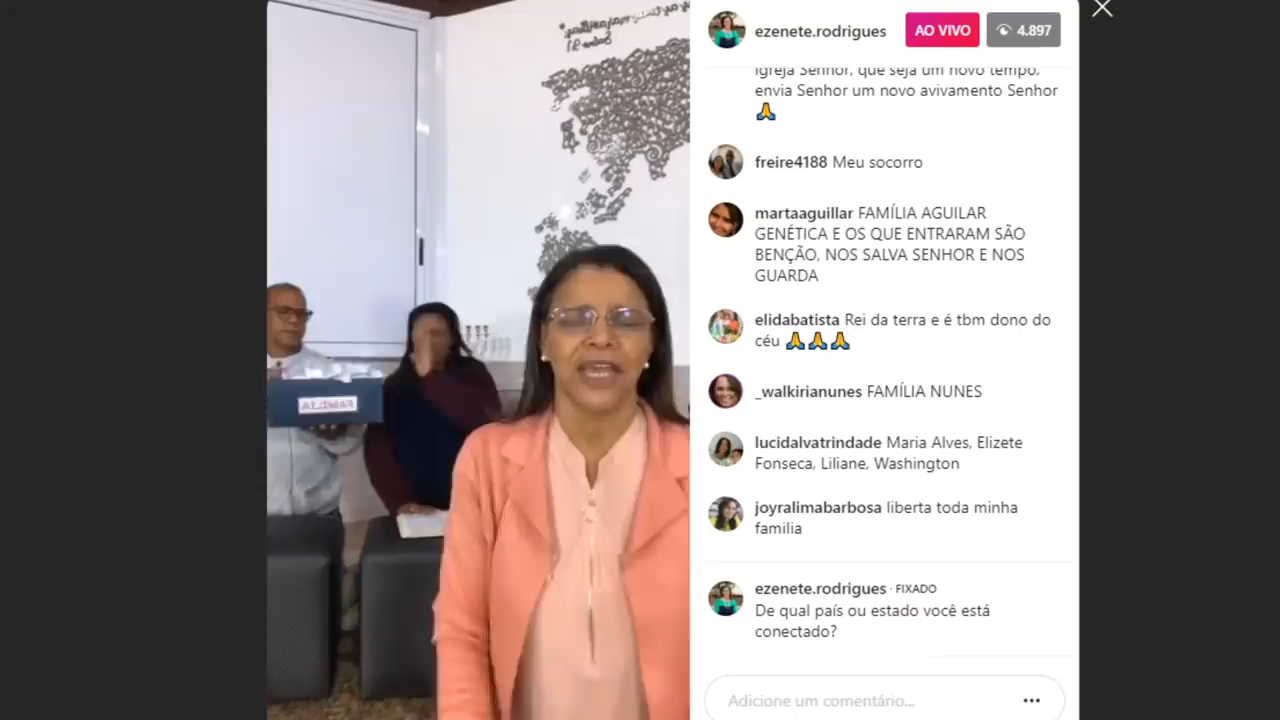 ezenete.rodrigues AO VIVO 4.897
igreja Senhor, que seja um novo tempo,
envia Senhor um novo avivamento Senhor
🙏
freire4188 Meu socorro
martaaguillar FAMÍLIA AGUILAR
GENÉTICA E OS QUE ENTRARAM SÃO
BENÇÃO, NOS SALVA SENHOR E NOS
GUARDA
elidabatista Rei da terra e é tbm dono do
céu 🙏🙏🙏
_walkirianunes FAMÍLIA NUNES
lucidalvatrindade Maria Alves, Elizete
Fonseca, Liliane, Washington
joyralimabarbosa liberta toda minha
familia
ezenete.rodrigues · FIXADO
De qual país ou estado você está
conectado?
Adicione um comentário...